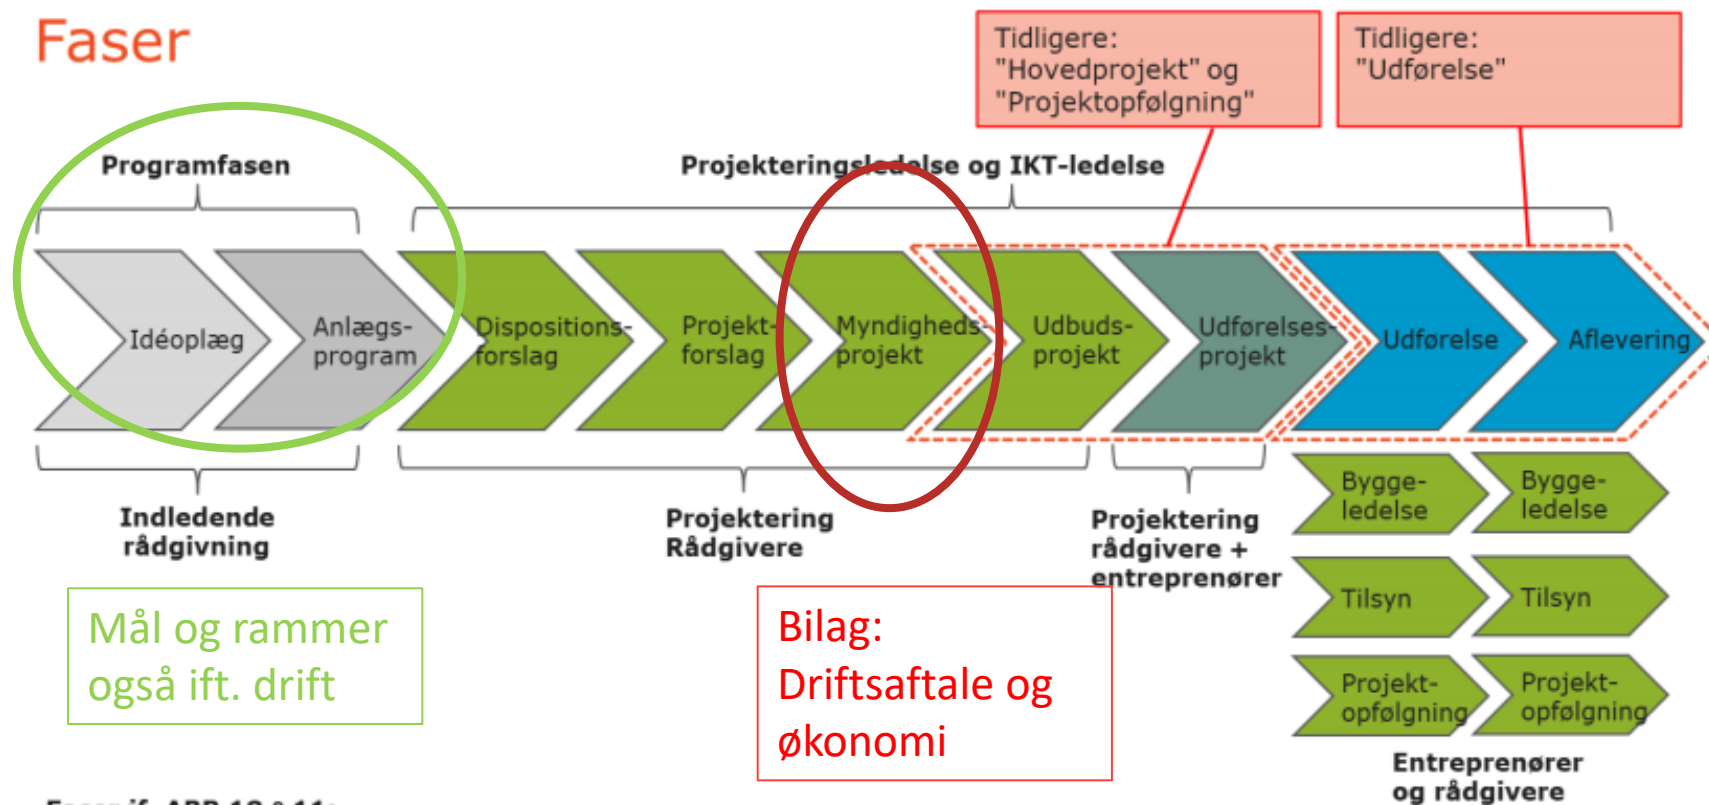 Faser
Tidligere:
"Hovedprojekt" og
"Projektopfølgning"
Tidligere:
"Udførelse"
Programfasen
Projekteringsledelse og IKT-ledelse
Idéoplæg
Anlægs-
program
Dispositions-
forslag
Projekt-
forslag
Myndigheds-
projekt
Udbuds-
projekt
Udførelses-
projekt
Udførelse
Aflevering
Indledende
rådgivning
Projektering
Rådgivere
Projektering
rådgivere +
entreprenører
Bygge-
ledelse
Bygge-
ledelse
Tilsyn
Tilsyn
Projekt-
opfølgning
Projekt-
opfølgning
Entreprenører
og rådgivere
Mål og rammer
også ift. drift
Bilag:
Driftsaftale og
økonomi